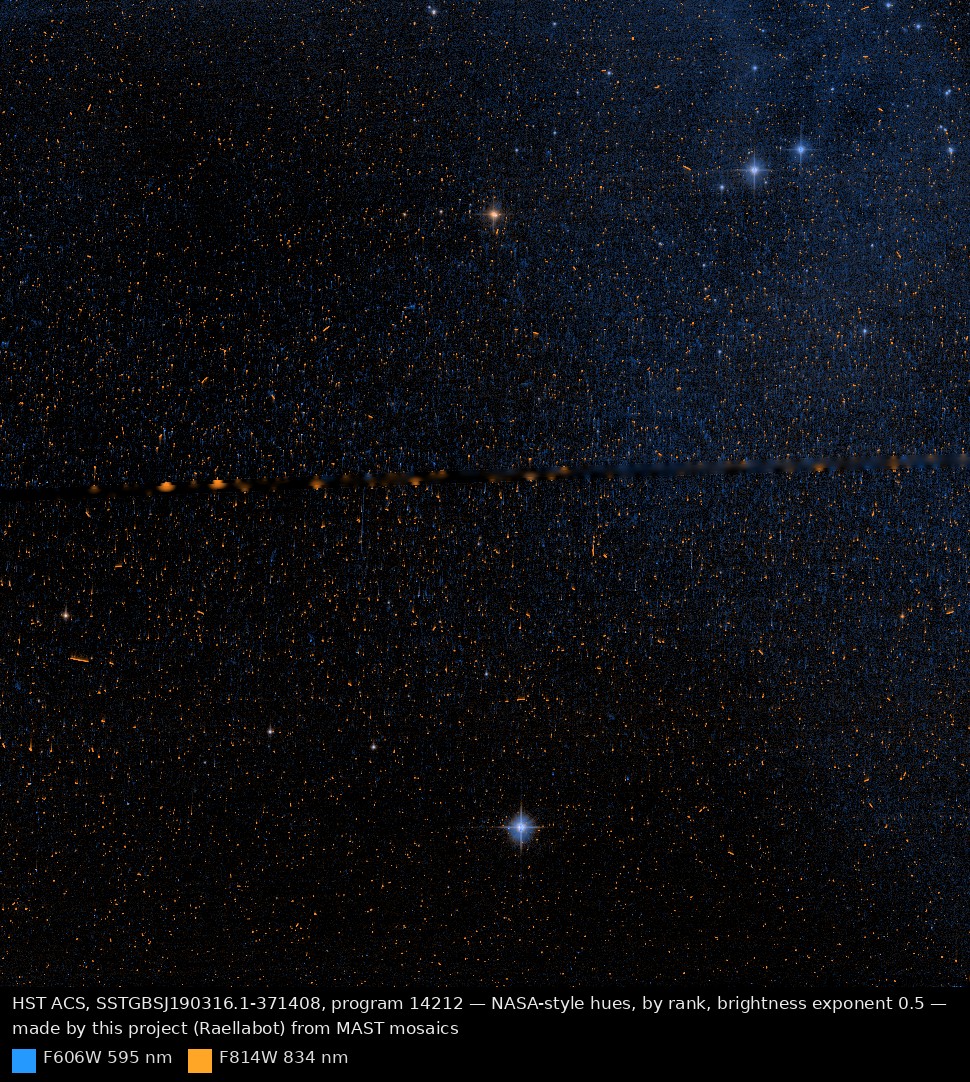 HST ACS, SSTGBSJ190316.1-371408, program 14212 — NASA-style hues, by rank, brightness exponent 0.5 —
made by this project (Raellabot) from MAST mosaics
F606W 595 nm F814W 834 nm